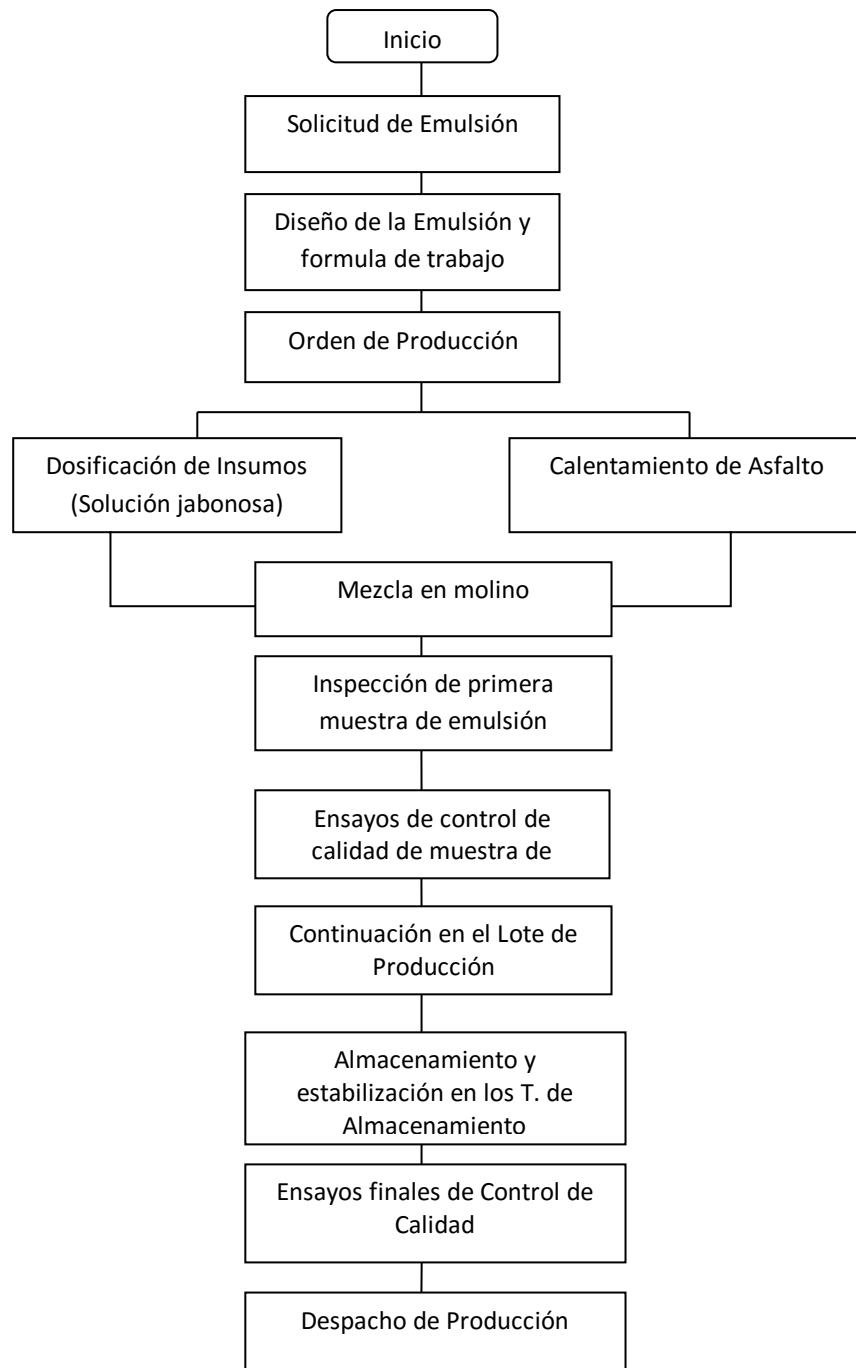 Inicio
Solicitud de Emulsión
Diseño de la Emulsión y
formula de trabajo
Orden de Producción
Dosificación de Insumos
(Solución jabonosa)
Calentamiento de Asfalto
Mezcla en molino
Inspección de primera
muestra de emulsión
Ensayos de control de
calidad de muestra de
Continuación en el Lote de
Producción
Almacenamiento y
estabilización en los T. de
Almacenamiento
Ensayos finales de Control de
Calidad
Despacho de Producción